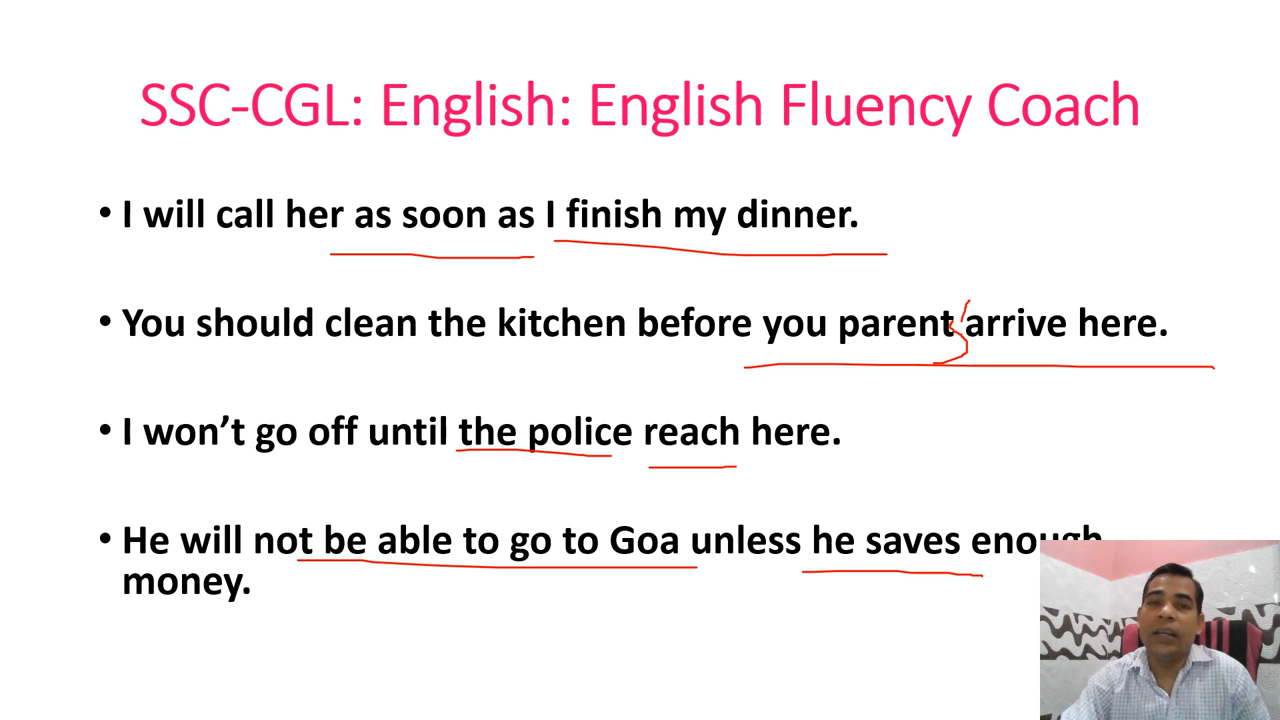 SSC-CGL: English: English Fluency Coach
• I will call her as soon as I finish my dinner.
• You should clean the kitchen before you parent s arrive here.
• I won't go off until the police reach here.
• He will not be able to go to Goa unless he saves enough
money.